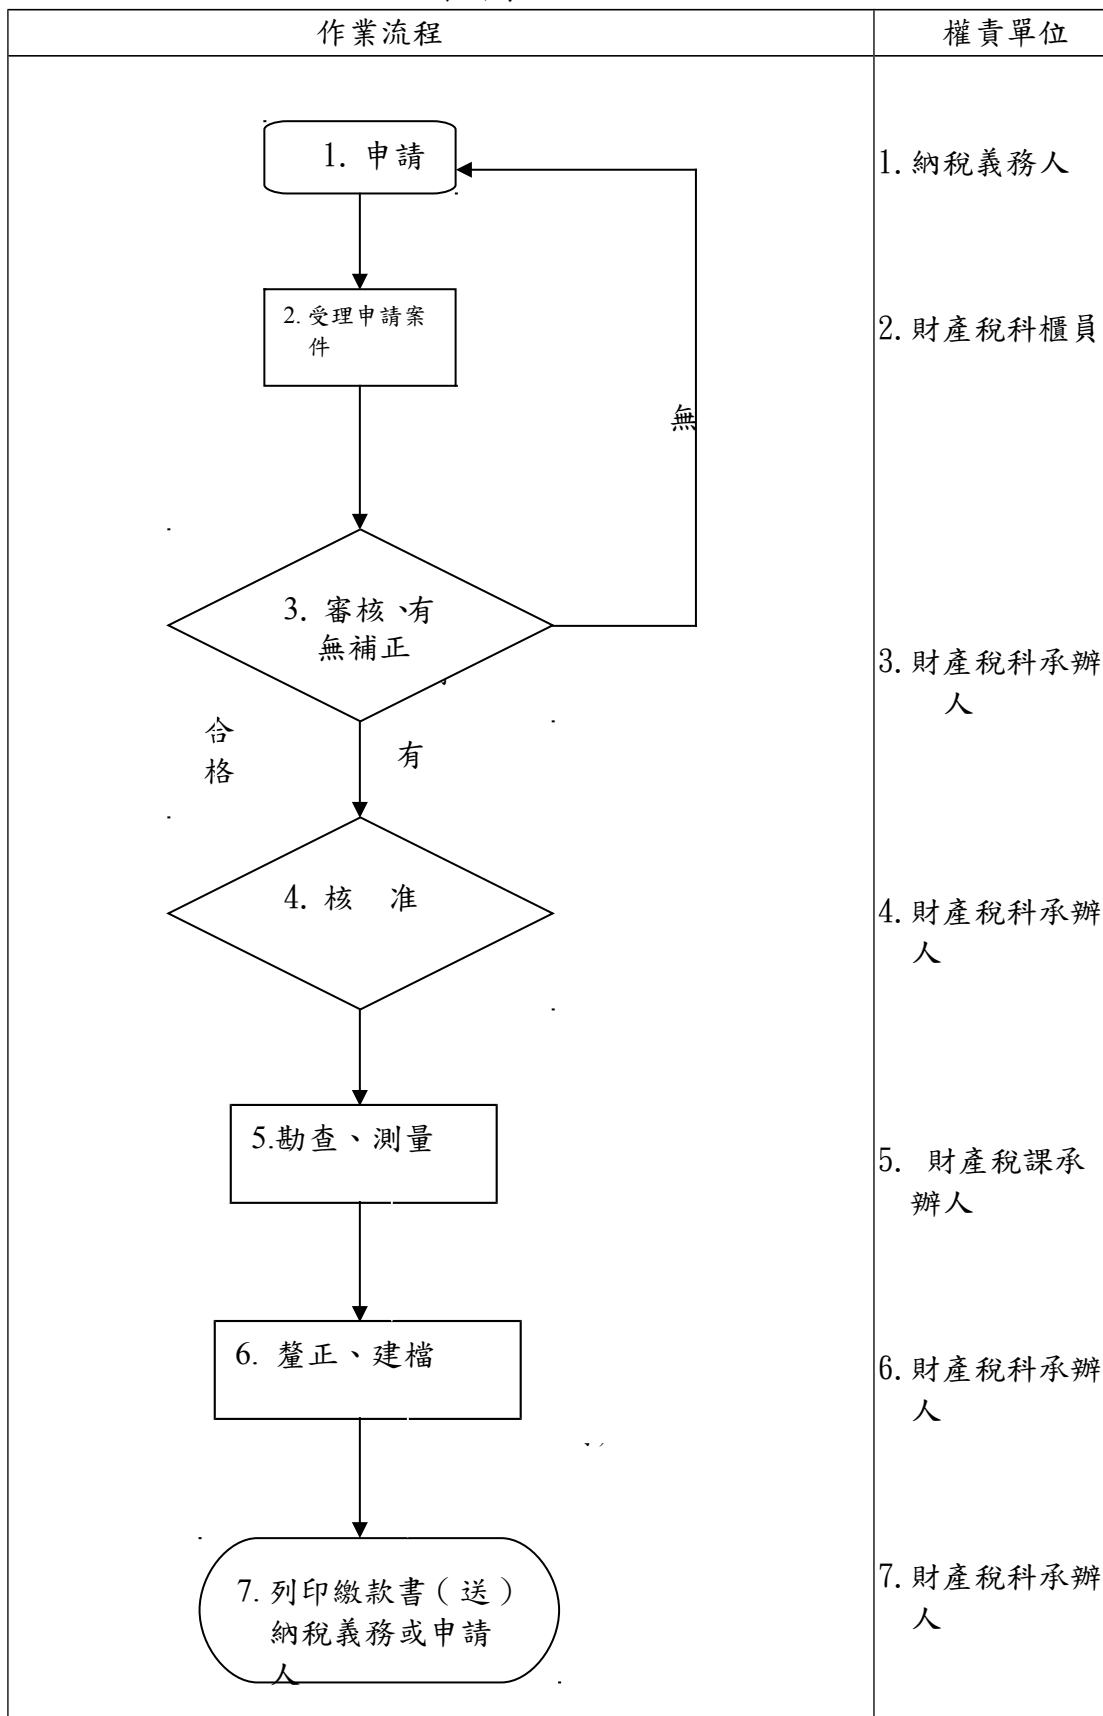 作業流程
權責單位
1. 申請
1.納稅義務人
2.受理申請案
件
2.財產稅科櫃員
無
3. 審核、有
無補正
3.財產稅科承辦
人
合
格
有
4.核 准
4.財產稅科承辦
人
5.勘查、測量
5. 財產稅課承
辦人
6. 釐正、建檔
6.財產稅科承辦
人
7.列印繳款書（送）
納稅義務或申請
人
7.財產稅科承辦
人